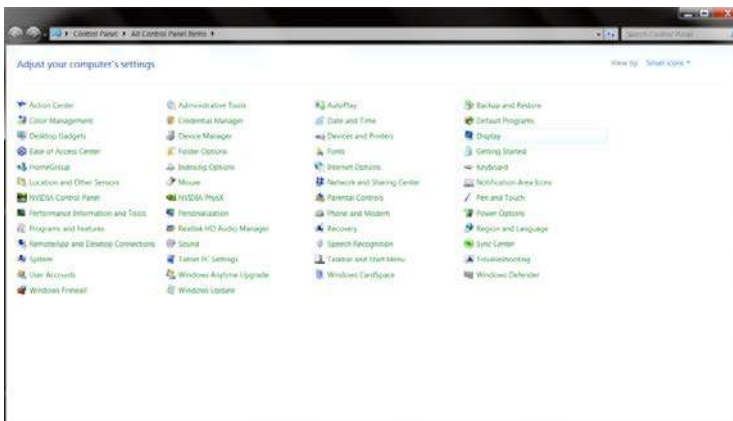 Control Panel ▸ All Control Panel Items ▸ Search Control Panel
Adjust your computer's settings View by: Small icons
Action Center Administrative Tools AutoPlay Backup and Restore
Color Management Credential Manager Date and Time Default Programs
Desktop Gadgets Device Manager Devices and Printers Display
Ease of Access Center Folder Options Fonts Getting Started
HomeGroup Indexing Options Internet Options Keyboard
Location and Other Sensors Mouse Network and Sharing Center Notification Area Icons
NVIDIA Control Panel NVIDIA PhysX Parental Controls Pen and Touch
Performance Information and Tools Personalization Phone and Modem Power Options
Programs and Features Realtek HD Audio Manager Recovery Region and Language
RemoteApp and Desktop Connections Sound Speech Recognition Sync Center
System Tablet PC Settings Taskbar and Start Menu Troubleshooting
User Accounts Windows Anytime Upgrade Windows CardSpace Windows Defender
Windows Firewall Windows Update